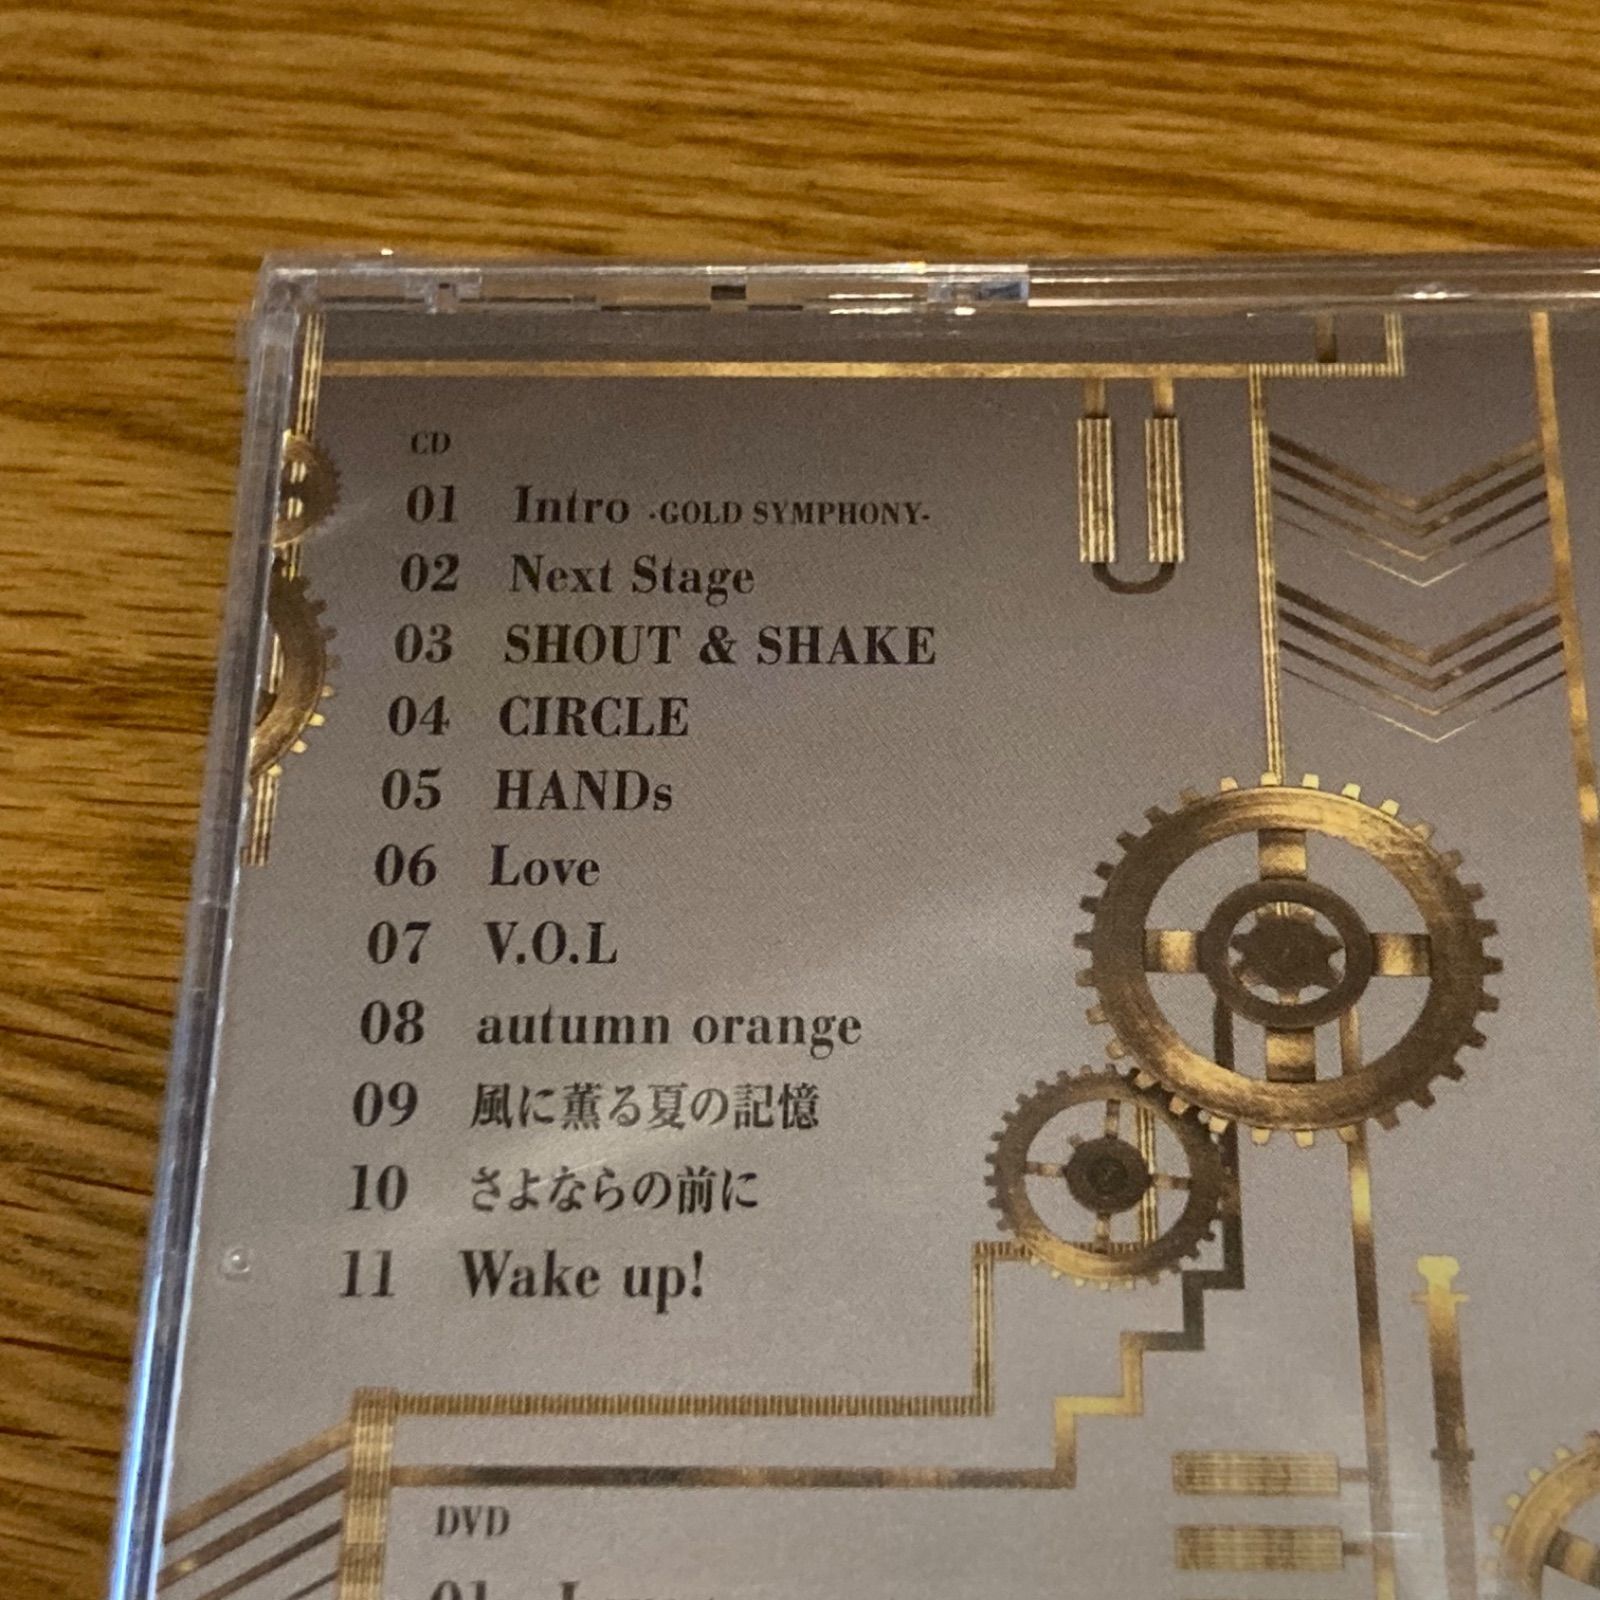 CD
01 Intro -GOLD SYMPHONY-
02 Next Stage
03 SHOUT & SHAKE
04 CIRCLE
05 HANDs
06 Love
07 V.O.L
08 autumn orange
09 風に薫る夏の記憶
10 さよならの前に
11 Wake up!
DVD
01